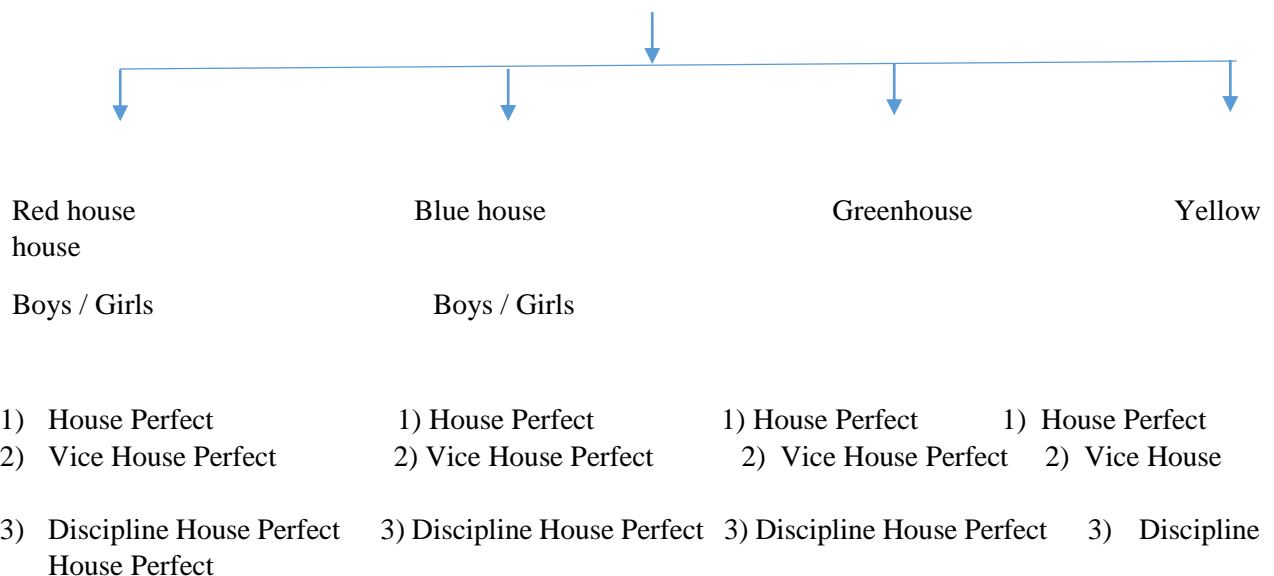 Red house Blue house Greenhouse Yellow
house
Boys / Girls Boys / Girls
1) House Perfect 1) House Perfect 1) House Perfect 1) House Perfect
2) Vice House Perfect 2) Vice House Perfect 2) Vice House Perfect 2) Vice House
3) Discipline House Perfect 3) Discipline House Perfect 3) Discipline House Perfect 3) Discipline
House Perfect